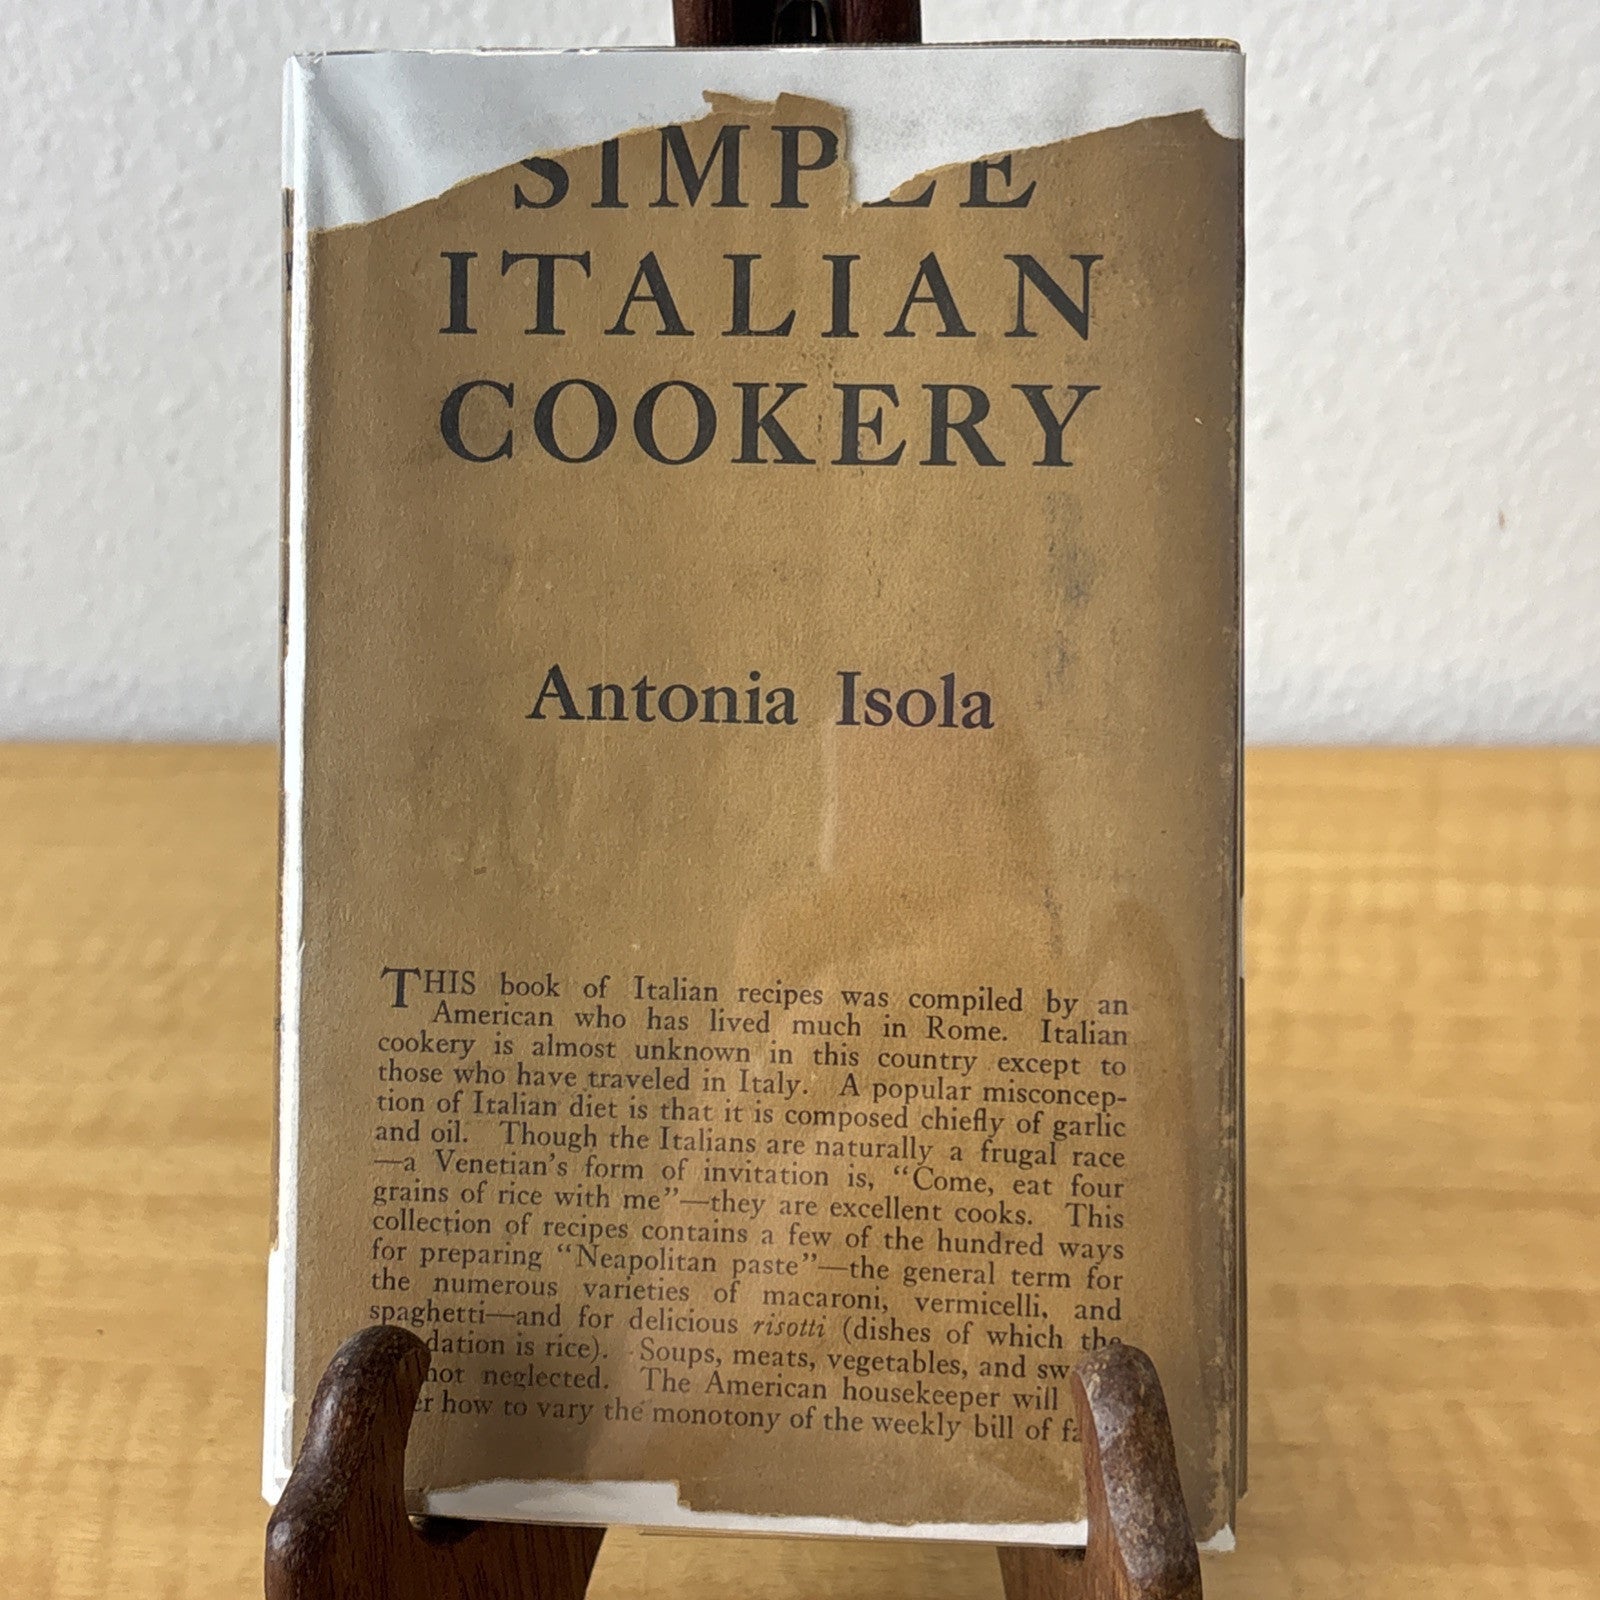 SIMPLE
ITALIAN
COOKERY
Antonia Isola
THIS book of Italian recipes was compiled by an
American who has lived much in Rome. Italian
cookery is almost unknown in this country except to
those who have traveled in Italy. A popular misconcep-
tion of Italian diet is that it is composed chiefly of garlic
and oil. Though the Italians are naturally a frugal race
—a Venetian's form of invitation is, "Come, eat four
grains of rice with me"—they are excellent cooks. This
collection of recipes contains a few of the hundred ways
for preparing "Neapolitan paste"—the general term for
the numerous varieties of macaroni, vermicelli, and
spaghetti—and for delicious risotti (dishes of which the
dation is rice). Soups, meats, vegetables, and sw
not neglected. The American housekeeper will
er how to vary the monotony of the weekly bill of fa